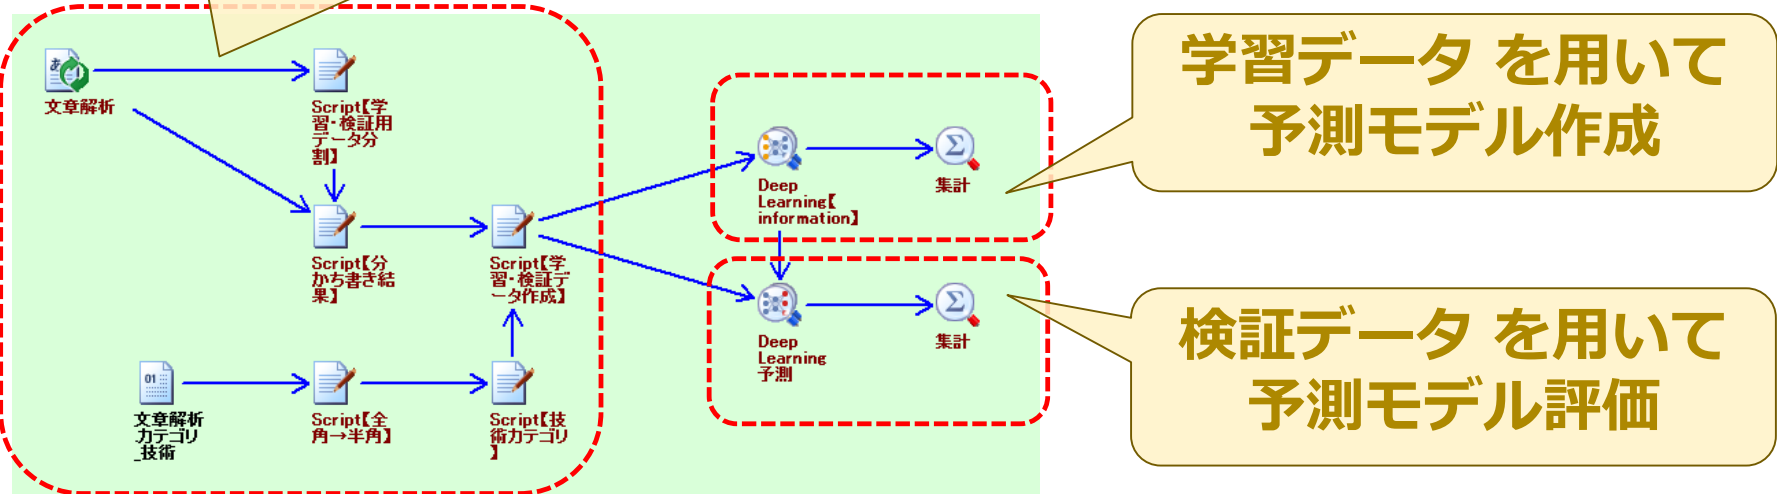 文章解析
Script【学
習・検証用
データ分
割】
学習データ を用いて
予測モデル作成
Deep
Learning【
information】
集計
Script【分
かち書き結
果】
Script【学
習・検証デ
ータ作成】
Deep
Learning
予測
集計
検証データ を用いて
予測モデル評価
文章解析
カテゴリ
_技術
Script【全
角→半角】
Script【技
術カテゴリ
】